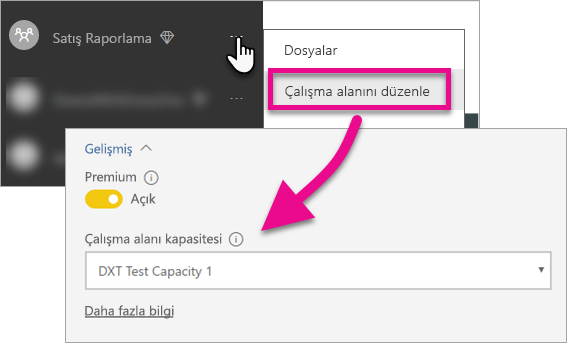 Satış Raporlama
Dosyalar
Çalışma alanını düzenle
Gelişmiş
Premium
Açık
Çalışma alanı kapasitesi
DXT Test Capacity 1
Daha fazla bilgi